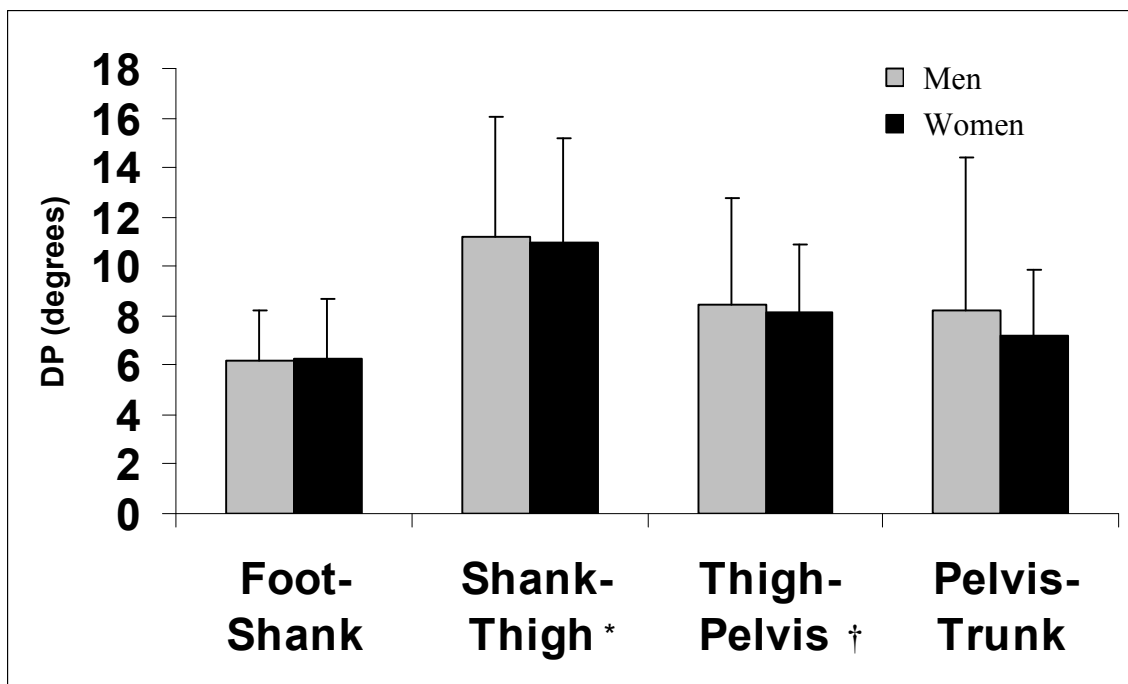 18
16
14
12
10
8
6
4
2
0
DP (degrees)
Men
Women
Foot-
Shank
Shank-
Thigh *
Thigh-
Pelvis †
Pelvis-
Trunk